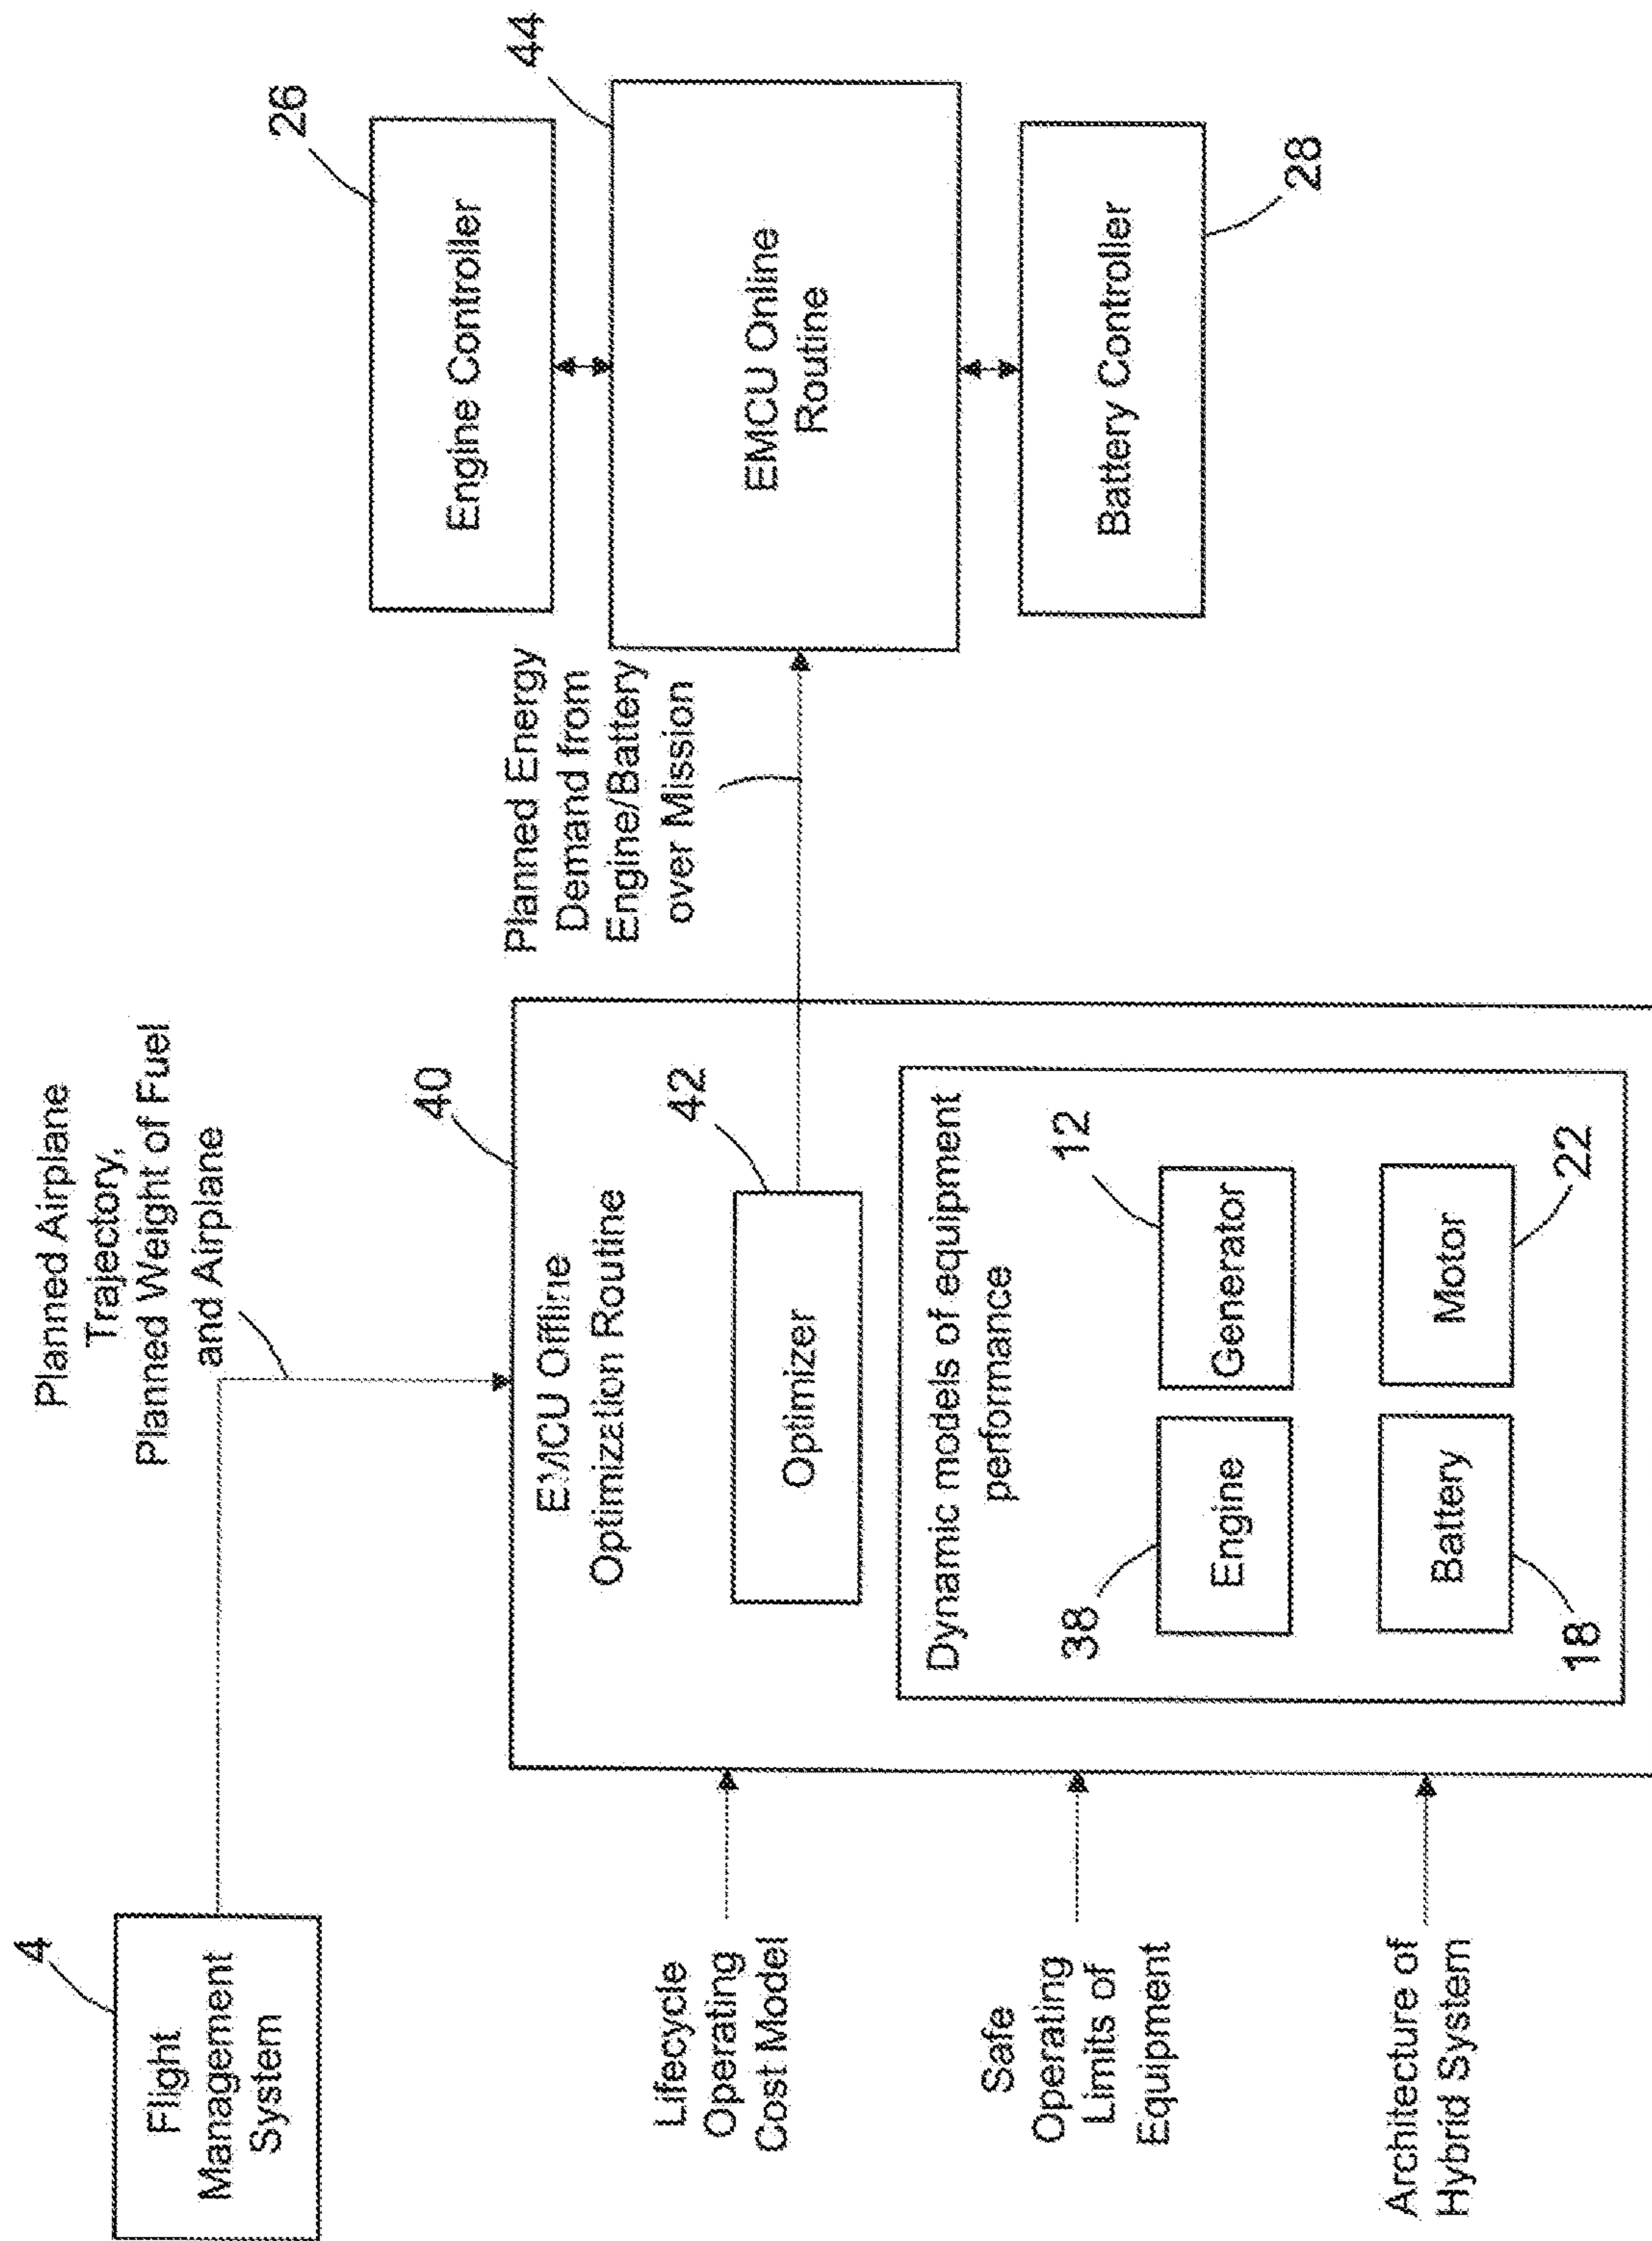 4
Flight
Management
System
Planned Airplane
Trajectory,
Planned Weight of Fuel
and Airplane
Lifecycle
Operating
Cost Model
Safe
Operating
Limits of
Equipment
Architecture of
Hybrid System
40
EMCU Offline
Optimization Routine
42
Optimizer
Dynamic models of equipment
performance
38
Engine
12
Generator
Battery
18
Motor
22
Planned Energy
Demand from
Engine/Battery
over Mission
26
Engine Controller
44
EMCU Online
Routine
Battery Controller
28